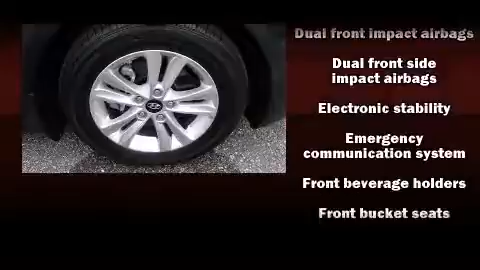 Dual front impact airbags
Dual front side
impact airbags
Electronic stability
Emergency
communication system
Front beverage holders
Front bucket seats